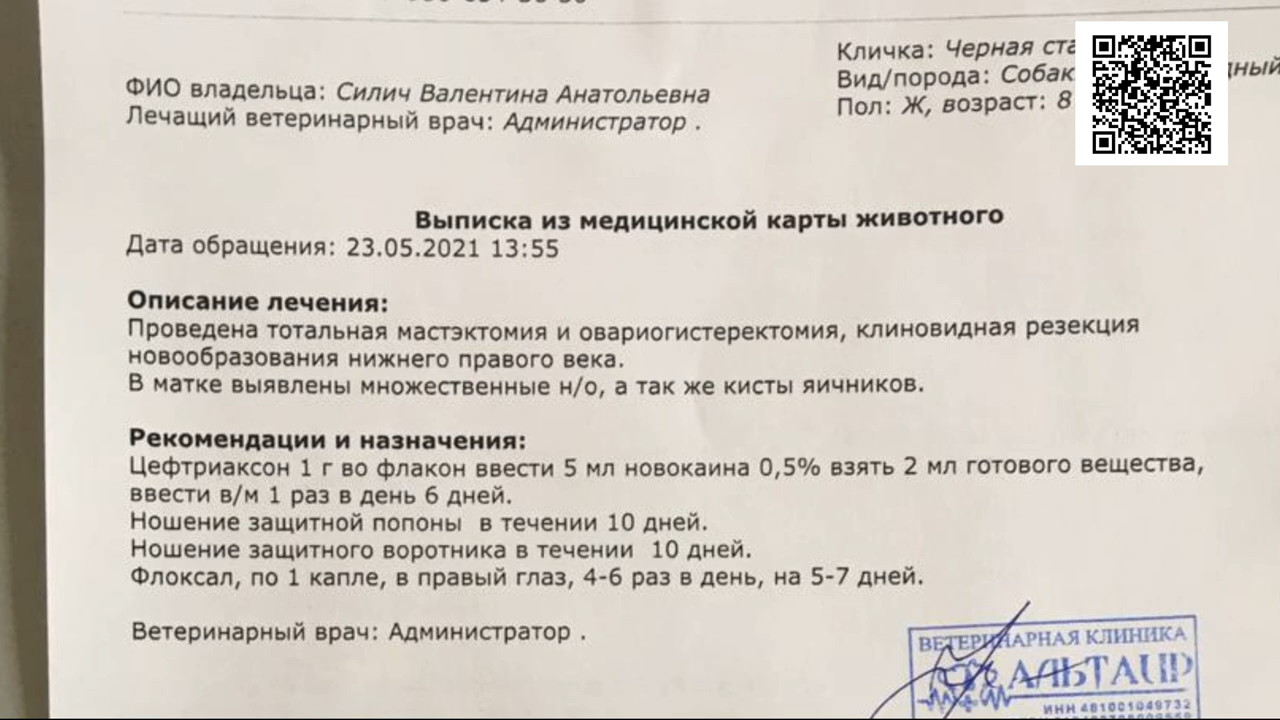 Кличка: Черная
ФИО владельца: Силич Валентина Анатольевна
Вид/порода:
Лечащий ветеринарный врач: Администратор .
Пол: Ж, возраст: 8
Выписка из медицинской карты животного
Дата обращения: 23.05.2021 13:55
Описание лечения:
Проведена тотальная мастэктомия и овариогистеректомия, клиновидная резекция
новообразования нижнего правого века.
В матке выявлены множественные н/о, а так же кисты яичников.
Рекомендации и назначения:
Цефтриаксон 1 г во флакон ввести 5 мл новокаина 0,5% взять 2 мл готового вещества,
ввести в/м 1 раз в день 6 дней.
Ношение защитной попоны в течении 10 дней.
Ношение защитного воротника в течении 10 дней.
Флоксал, по 1 капле, в правый глаз, 4-6 раз в день, на 5-7 дней.
Ветеринарный врач: Администратор .
ВЕТЕРИНАРНАЯ КЛИНИКА
АЛЬТАИР
ИНН 481001049732